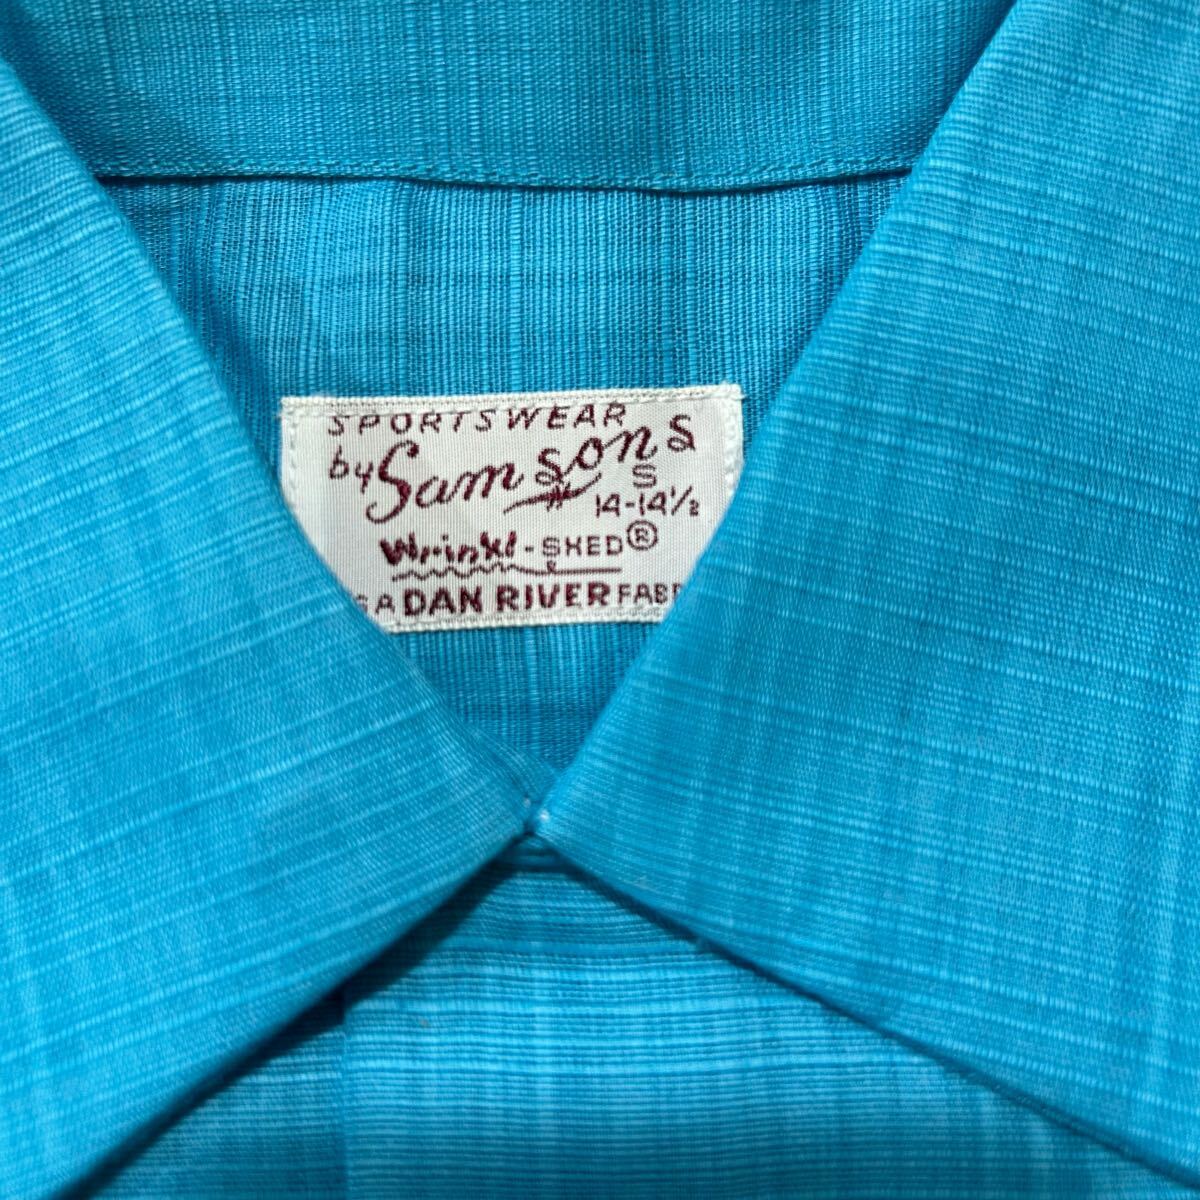 SPORTSWEAR
by Samsons
S
14-14½
Wrinkl-SHED®
A DAN RIVER